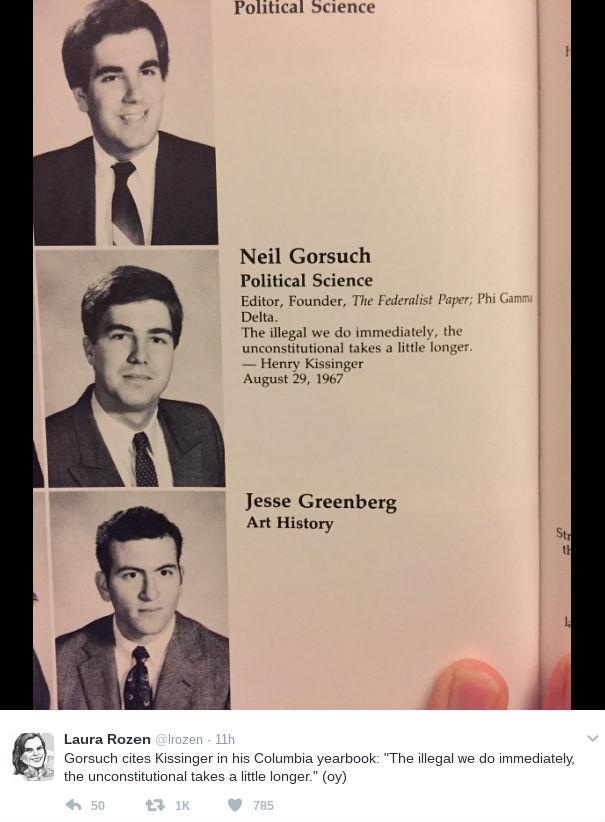 Political Science
Neil Gorsuch
Political Science
Editor, Founder, The Federalist Paper; Phi Gamma
Delta.
The illegal we do immediately, the
unconstitutional takes a little longer.
— Henry Kissinger
August 29, 1967
Jesse Greenberg
Art History
Str
th
Laura Rozen @lrozen · 11h
Gorsuch cites Kissinger in his Columbia yearbook: "The illegal we do immediately,
the unconstitutional takes a little longer." (oy)
50 1K 785